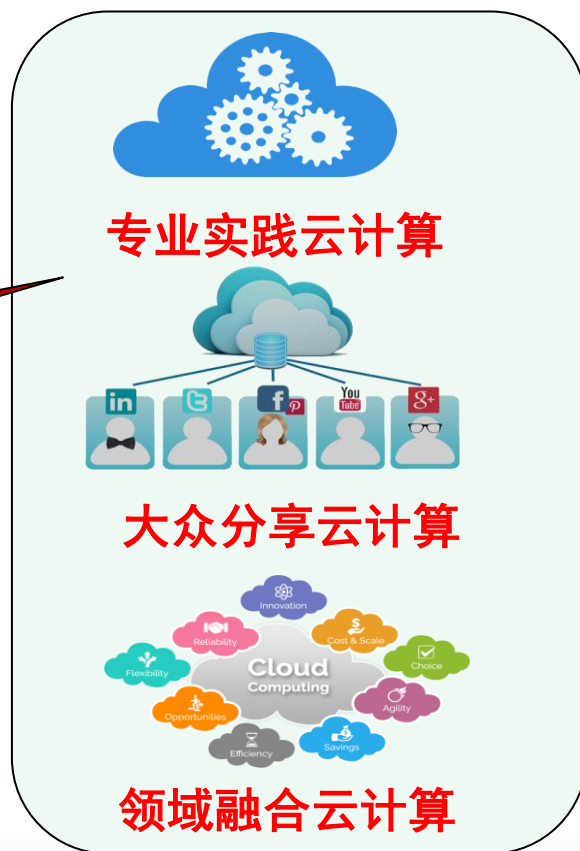 专业实践云计算
in
f
You
Tube
g+
大众分享云计算
Innovation
Reliability
Cost & Scale
Flexibility
Cloud
Computing
Choice
Opportunities
Agility
Efficiency
Savings
领域融合云计算